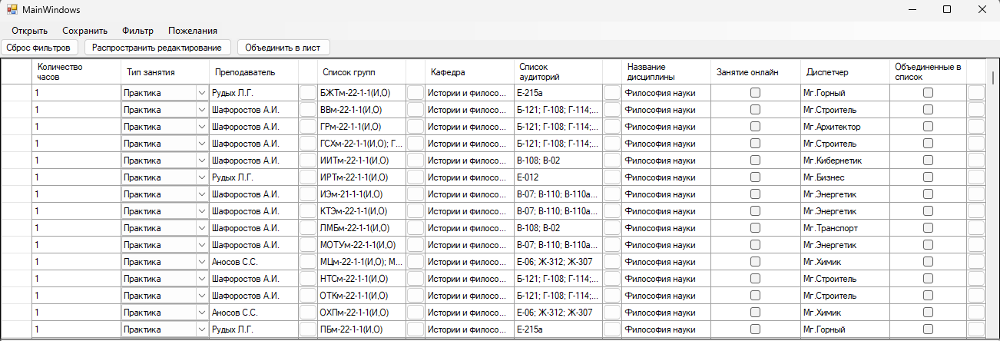 MainWindows
Открыть Сохранить Фильтр Пожелания
Сброс фильтров Распространить редактирование Объединить в лист
Количество часов Тип занятия Преподаватель Список групп Кафедра Список аудиторий Название дисциплины Занятие онлайн Диспетчер Объединенные в список
1 Практика Рудых Л.Г. БЖТм-22-1-1(И,О) Истории и филосо... Е-215а Философия науки Мг.Горный
1 Практика Шафоростов А.И. ВВм-22-1-1(И,О) Истории и филосо... Б-121; Г-108; Г-114;... Философия науки Мг.Строитель
1 Практика Шафоростов А.И. ГРм-22-1-1(И,О) Истории и филосо... Б-121; Г-108; Г-114;... Философия науки Мг.Архитектор
1 Практика Шафоростов А.И. ГСХм-22-1-1(И,О); Г... Истории и филосо... Б-121; Г-108; Г-114;... Философия науки Мг.Строитель
1 Практика Шафоростов А.И. ИИТм-22-1-1(И,О) Истории и филосо... В-108; В-02 Философия науки Мг.Кибернетик
1 Практика Рудых Л.Г. ИРТм-22-1-1(И,О) Истории и филосо... Е-012 Философия науки Мг.Бизнес
1 Практика Шафоростов А.И. ИЭм-21-1-1(И,О) Истории и филосо... В-07; В-110; В-110а... Философия науки Мг.Энергетик
1 Практика Шафоростов А.И. КТЭм-22-1-1(И,О) Истории и филосо... В-07; В-110; В-110а... Философия науки Мг.Энергетик
1 Практика Шафоростов А.И. ЛМБм-22-1-1(И,О) Истории и филосо... В-108; В-02 Философия науки Мг.Транспорт
1 Практика Шафоростов А.И. МОТУм-22-1-1(И,О) Истории и филосо... В-07; В-110; В-110а... Философия науки Мг.Энергетик
1 Практика Аносов С.С. МЦм-22-1-1(И,О); М... Истории и филосо... Е-06; Ж-312; Ж-307 Философия науки Мг.Химик
1 Практика Шафоростов А.И. НТСм-22-1-1(И,О) Истории и филосо... Б-121; Г-108; Г-114;... Философия науки Мг.Строитель
1 Практика Шафоростов А.И. ОТКм-22-1-1(И,О) Истории и филосо... Б-121; Г-108; Г-114;... Философия науки Мг.Строитель
1 Практика Аносов С.С. ОХПм-22-1-1(И,О) Истории и филосо... Е-06; Ж-312; Ж-307 Философия науки Мг.Химик
1 Практика Рудых Л.Г. ПБм-22-1-1(И,О) Истории и филосо... Е-215а Философия науки Мг.Горный